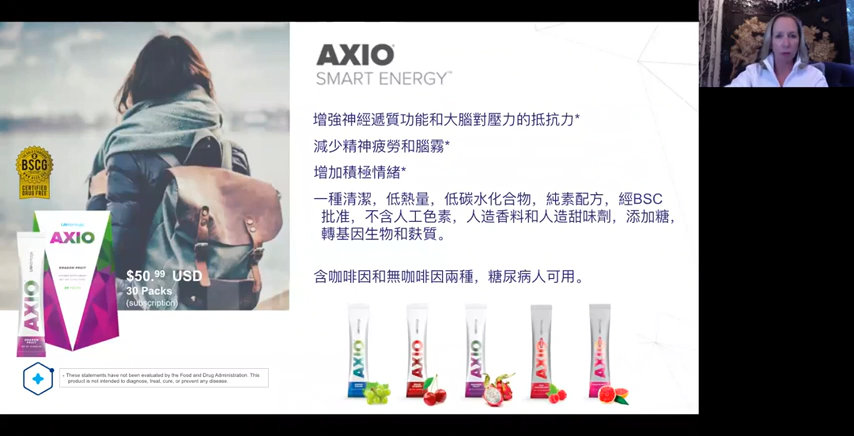 AXIO
SMART ENERGY™
增強神經遞質功能和大腦對壓力的抵抗力*
減少精神疲勞和腦霧*
增加積極情緒*
一種清潔，低熱量，低碳水化合物，純素配方，經BSC
批准，不含人工色素，人造香料和人造甜味劑，添加糖，
轉基因生物和麩質。
含咖啡因和無咖啡因兩種，糖尿病人可用。
BSCG
CERTIFIED
DRUG FREE
AXIO
DRAGON FRUIT
AXIO
$50.99 USD
30 Packs
(subscription)
AXIO
AXIO
AXIO
AXIO
AXIO
These statements have not been evaluated by the Food and Drug Administration. This
product is not intended to diagnose, treat, cure, or prevent any disease.